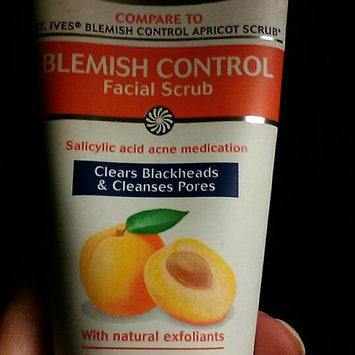 COMPARE TO
ST. IVES® BLEMISH CONTROL APRICOT SCRUB*
BLEMISH CONTROL
Facial Scrub
Salicylic acid acne medication
Clears Blackheads
& Cleanses Pores
With natural exfoliants